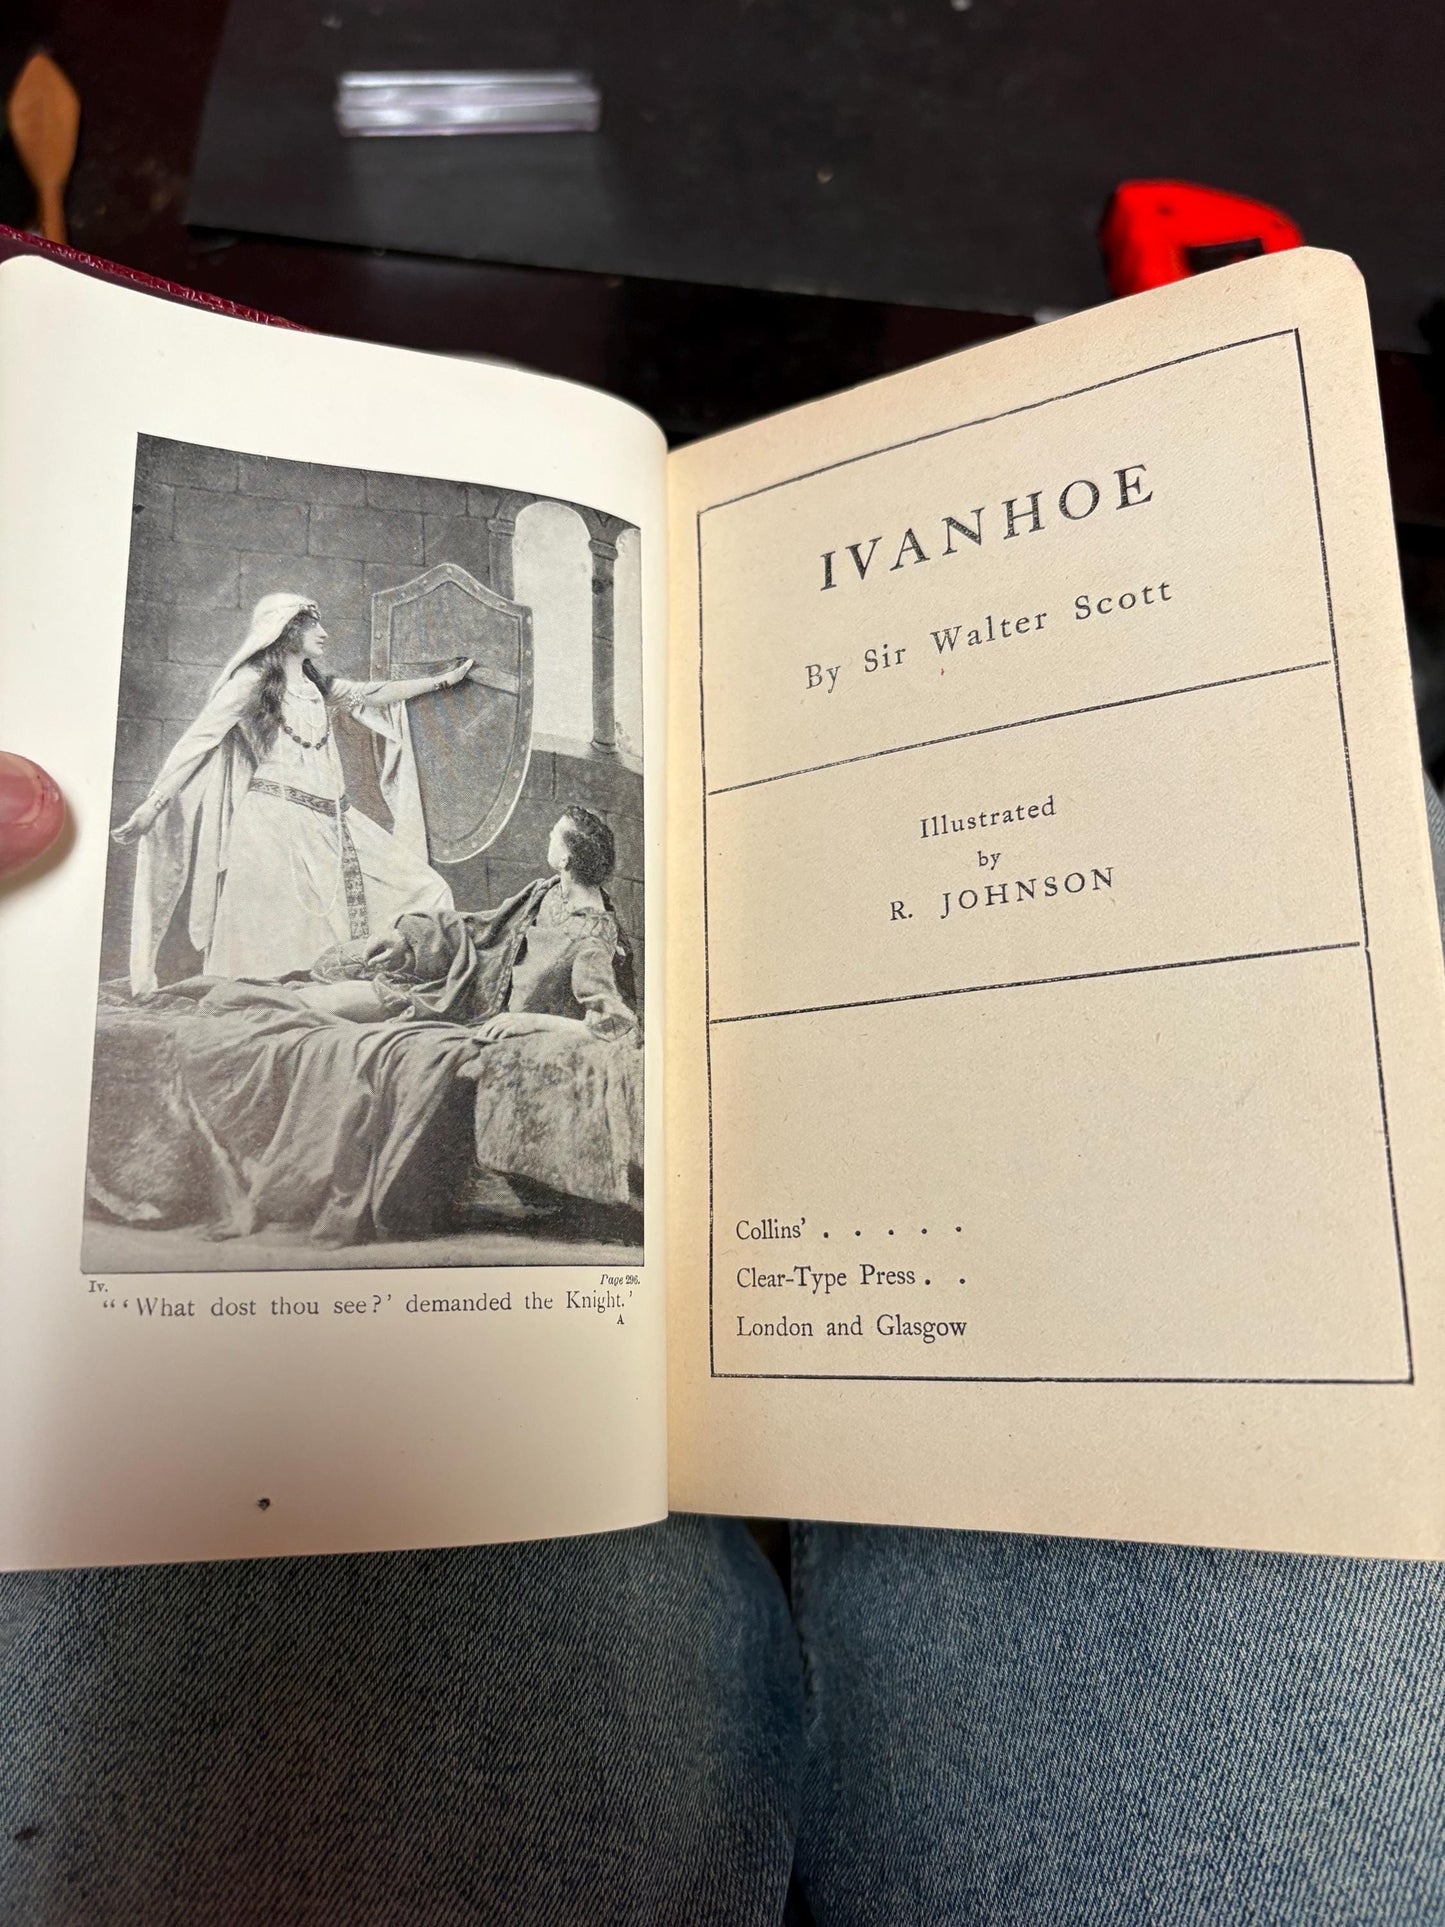 Iv.
Page 296.
"'What dost thou see?' demanded the Knight.'
A
IVANHOE
By Sir Walter Scott
Illustrated
by
R. JOHNSON
Collins' . . . . .
Clear-Type Press . .
London and Glasgow